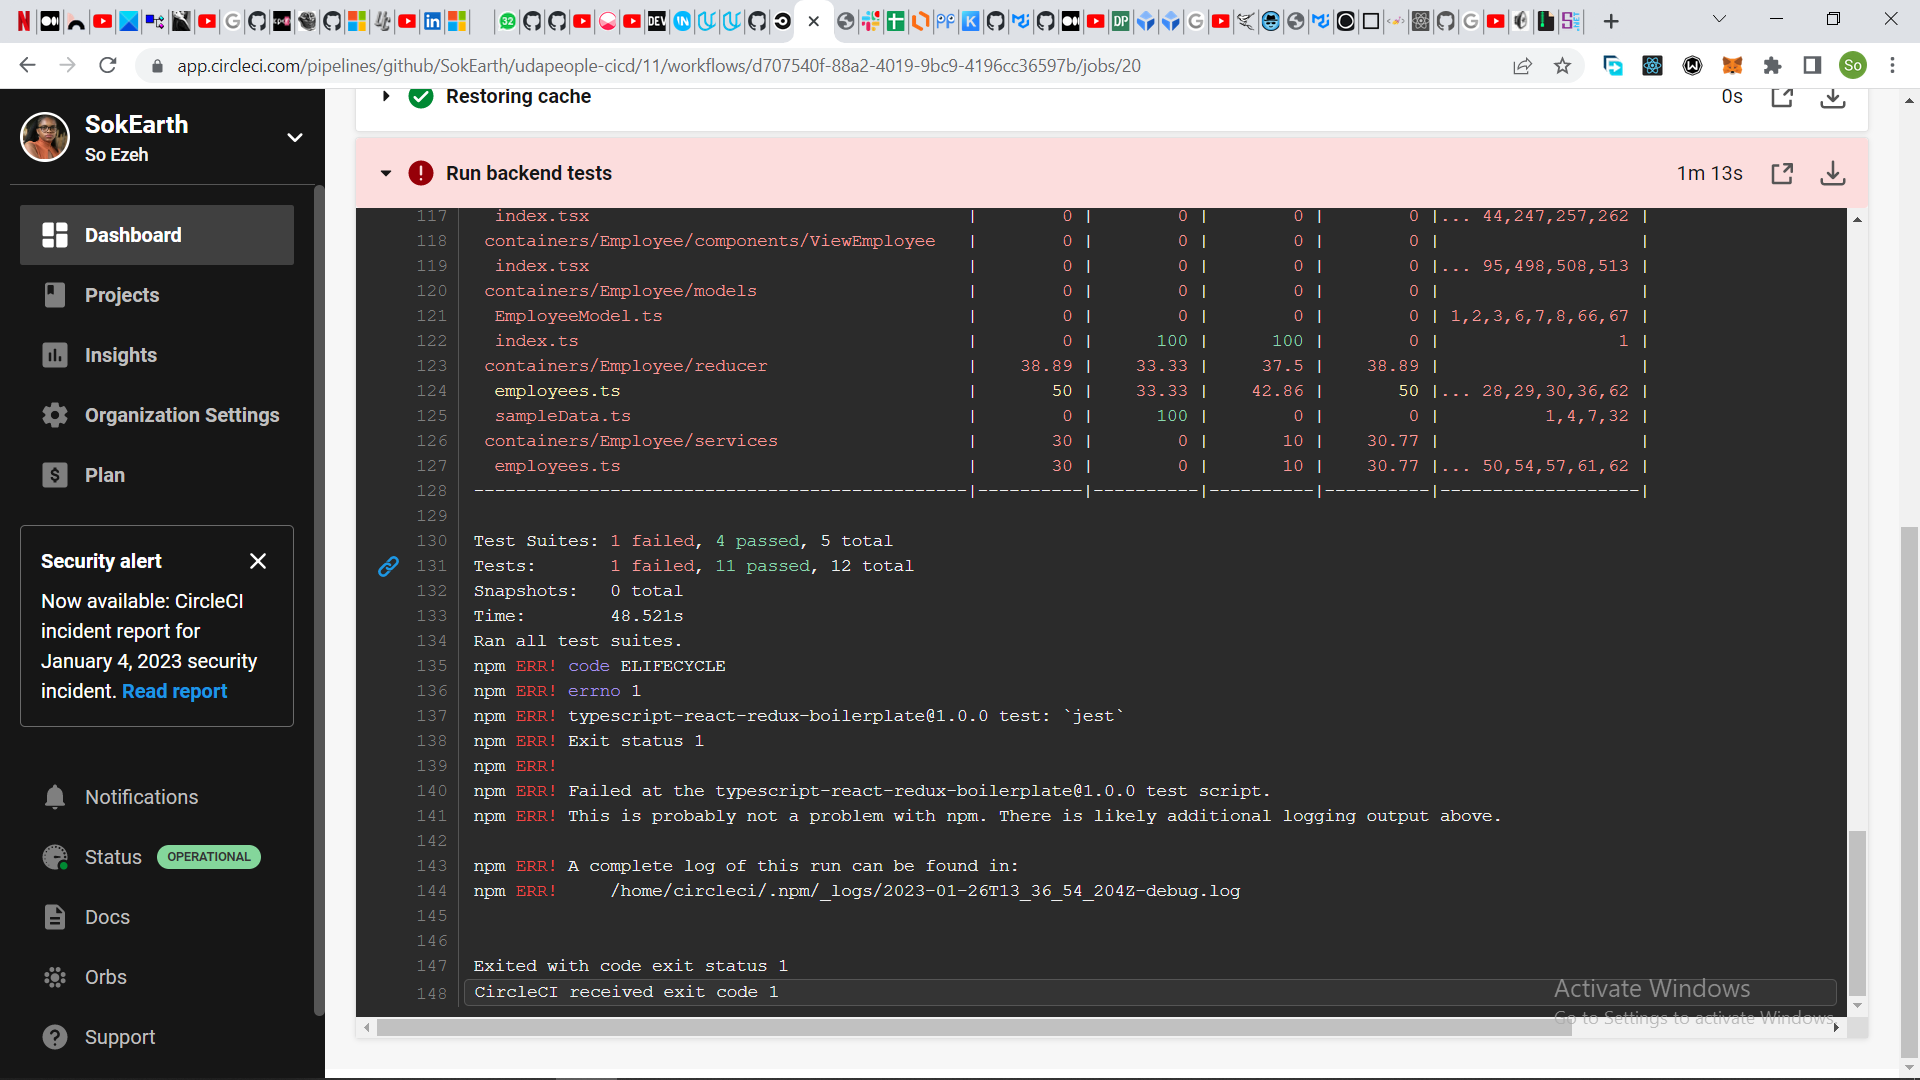 app.circleci.com/pipelines/github/SokEarth/udapeople-cicd/11/workflows/d707540f-88a2-4019-9bc9-4196cc36597b/jobs/20
So
SokEarth
So Ezeh
Dashboard
Projects
Insights
Organization Settings
Plan
Security alert
Now available: CircleCI
incident report for
January 4, 2023 security
incident. Read report
Notifications
Status OPERATIONAL
Docs
Orbs
Support
Restoring cache 0s
Run backend tests 1m 13s
117 index.tsx | 0 | 0 | 0 | 0 |... 44,247,257,262 |
118 containers/Employee/components/ViewEmployee | 0 | 0 | 0 | 0 | |
119 index.tsx | 0 | 0 | 0 | 0 |... 95,498,508,513 |
120 containers/Employee/models | 0 | 0 | 0 | 0 | |
121 EmployeeModel.ts | 0 | 0 | 0 | 0 | 1,2,3,6,7,8,66,67 |
122 index.ts | 0 | 100 | 100 | 0 | 1 |
123 containers/Employee/reducer | 38.89 | 33.33 | 37.5 | 38.89 | |
124 employees.ts | 50 | 33.33 | 42.86 | 50 |... 28,29,30,36,62 |
125 sampleData.ts | 0 | 100 | 0 | 0 | 1,4,7,32 |
126 containers/Employee/services | 30 | 0 | 10 | 30.77 | |
127 employees.ts | 30 | 0 | 10 | 30.77 |... 50,54,57,61,62 |
128 -----------------------------------------------|----------|----------|----------|----------|-------------------|
129
130 Test Suites: 1 failed, 4 passed, 5 total
131 Tests: 1 failed, 11 passed, 12 total
132 Snapshots: 0 total
133 Time: 48.521s
134 Ran all test suites.
135 npm ERR! code ELIFECYCLE
136 npm ERR! errno 1
137 npm ERR! typescript-react-redux-boilerplate@1.0.0 test: `jest`
138 npm ERR! Exit status 1
139 npm ERR!
140 npm ERR! Failed at the typescript-react-redux-boilerplate@1.0.0 test script.
141 npm ERR! This is probably not a problem with npm. There is likely additional logging output above.
142
143 npm ERR! A complete log of this run can be found in:
144 npm ERR! /home/circleci/.npm/_logs/2023-01-26T13_36_54_204Z-debug.log
145
146
147 Exited with code exit status 1
148 CircleCI received exit code 1
Activate Windows
Go to Settings to activate Windows.